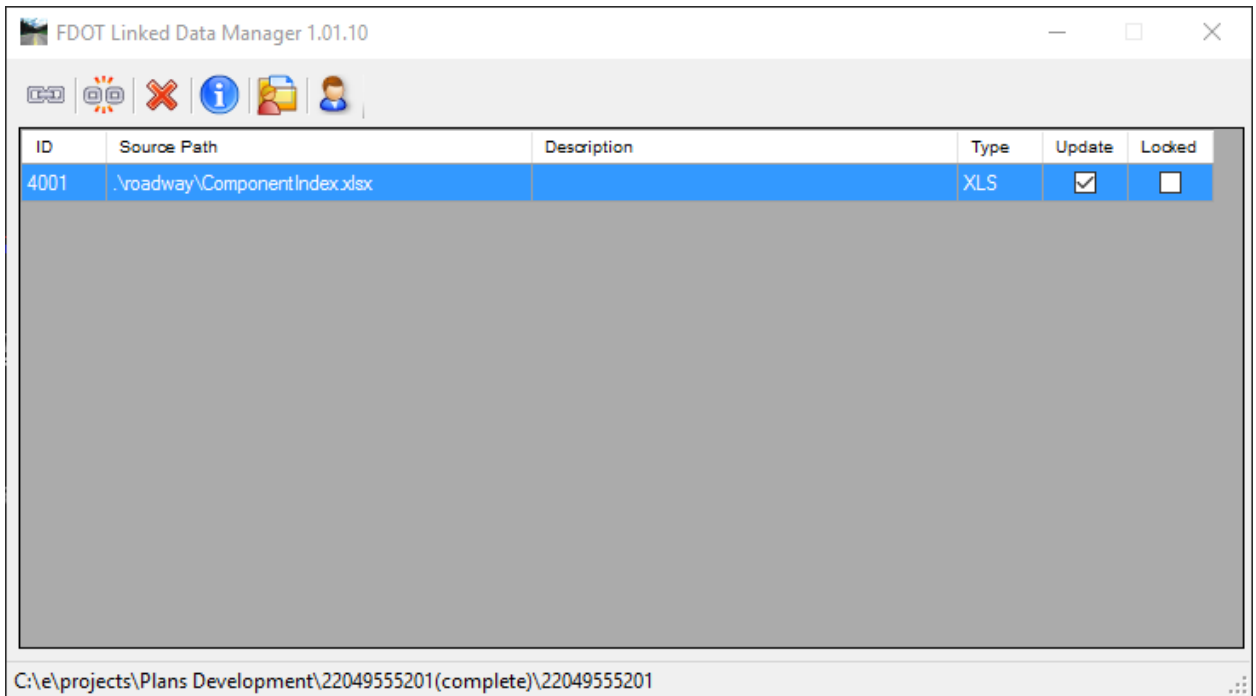 FDOT Linked Data Manager 1.01.10
ID Source Path Description Type Update Locked
4001 .\roadway\ComponentIndex.xlsx XLS
C:\e\projects\Plans Development\22049555201(complete)\22049555201